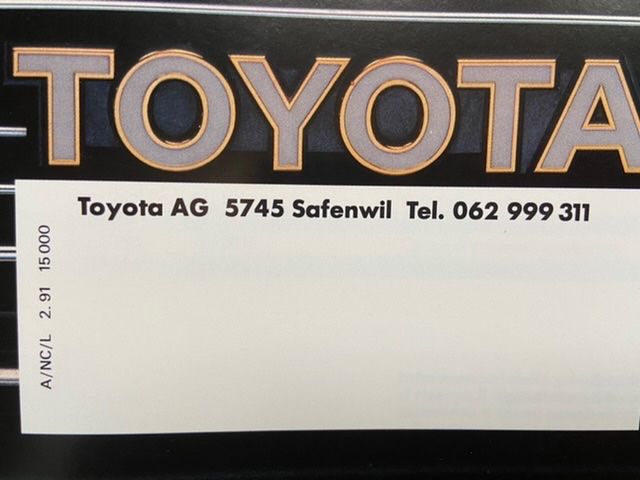 TOYOTA
Toyota AG 5745 Safenwil Tel. 062 999 311
A/NC/L 2.91 15 000